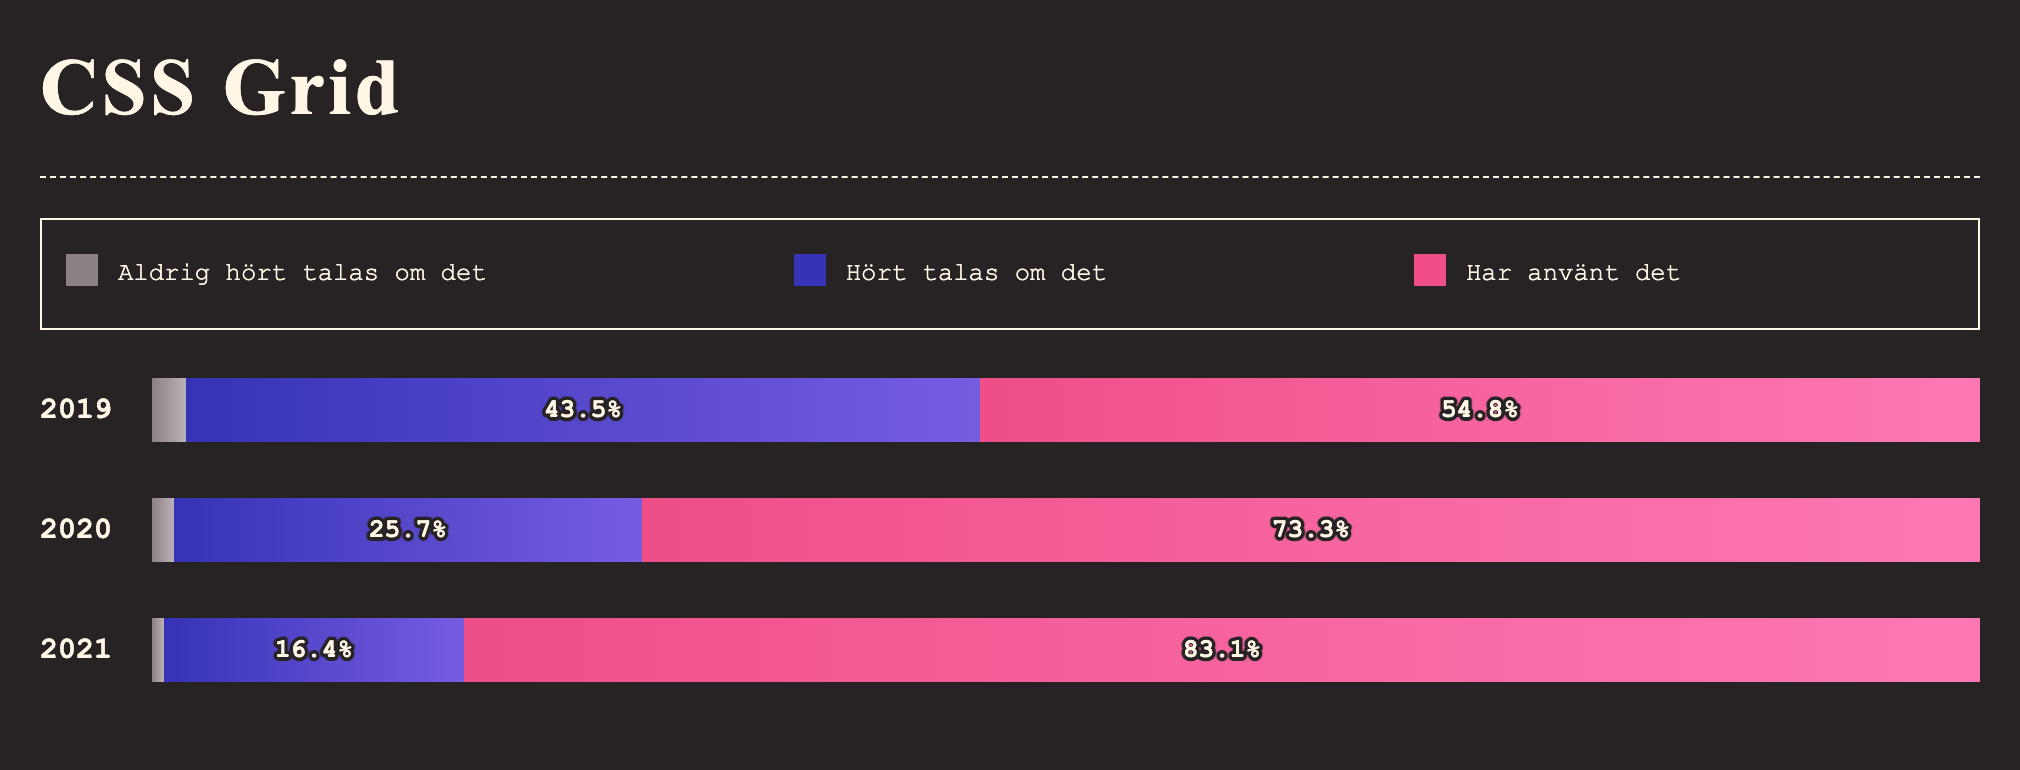 CSS Grid
Aldrig hört talas om det Hört talas om det Har använt det
2019 43.5% 54.8%
2020 25.7% 73.3%
2021 16.4% 83.1%